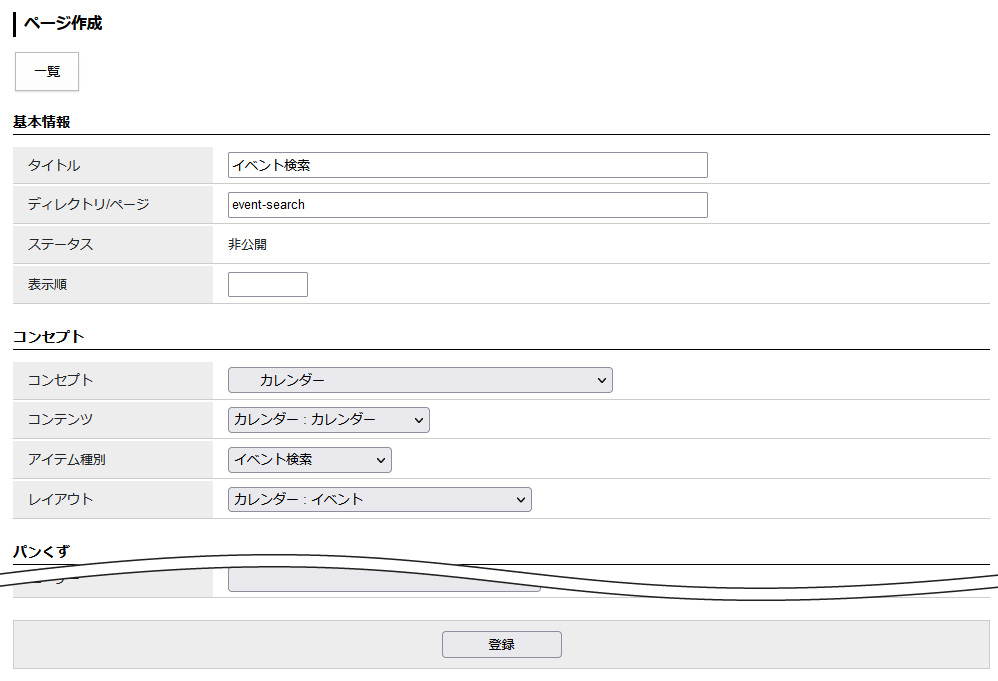 ページ作成
一覧
基本情報
タイトル イベント検索
ディレクトリ/ページ event-search
ステータス 非公開
表示順
コンセプト
コンセプト カレンダー
コンテンツ カレンダー : カレンダー
アイテム種別 イベント検索
レイアウト カレンダー : イベント
パンくず
登録